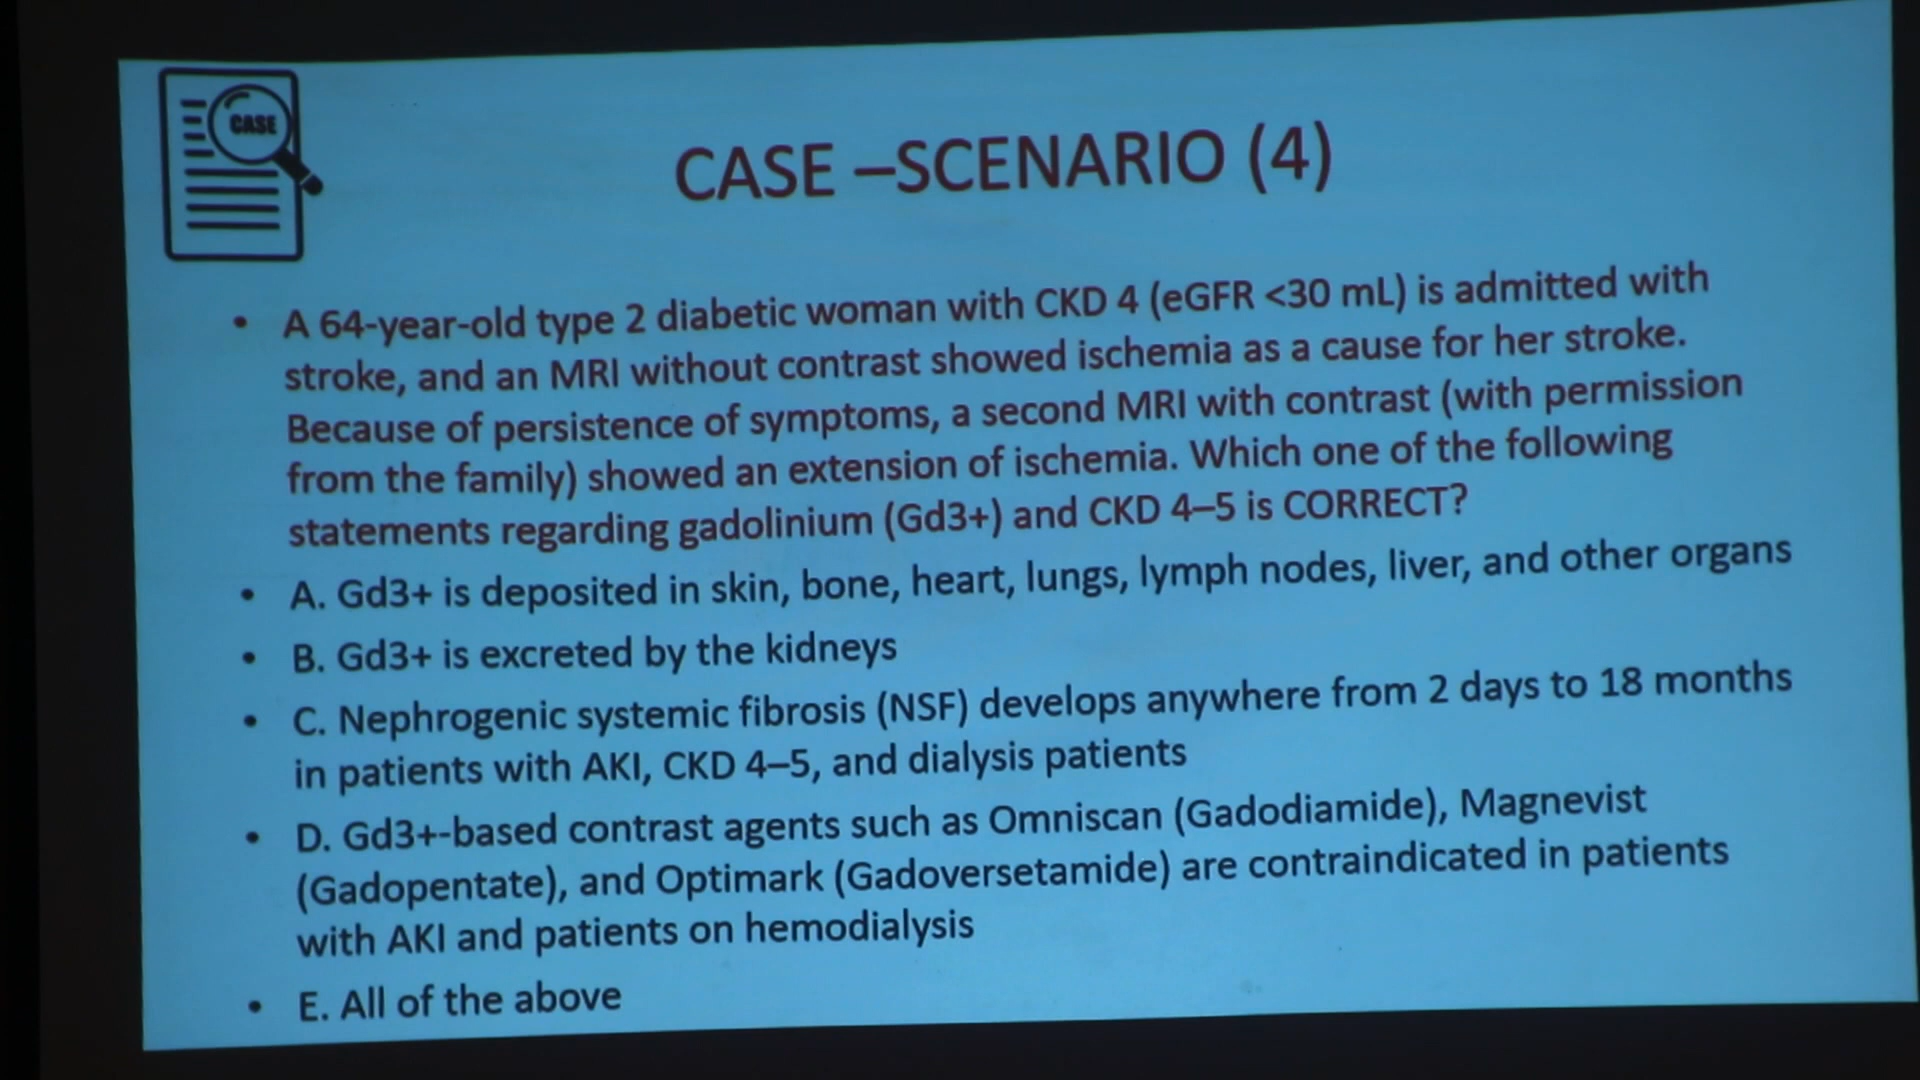 CASE
CASE –SCENARIO (4)
• A 64-year-old type 2 diabetic woman with CKD 4 (eGFR <30 mL) is admitted with
stroke, and an MRI without contrast showed ischemia as a cause for her stroke.
Because of persistence of symptoms, a second MRI with contrast (with permission
from the family) showed an extension of ischemia. Which one of the following
statements regarding gadolinium (Gd3+) and CKD 4–5 is CORRECT?
• A. Gd3+ is deposited in skin, bone, heart, lungs, lymph nodes, liver, and other organs
• B. Gd3+ is excreted by the kidneys
• C. Nephrogenic systemic fibrosis (NSF) develops anywhere from 2 days to 18 months
in patients with AKI, CKD 4–5, and dialysis patients
• D. Gd3+-based contrast agents such as Omniscan (Gadodiamide), Magnevist
(Gadopentate), and Optimark (Gadoversetamide) are contraindicated in patients
with AKI and patients on hemodialysis
• E. All of the above